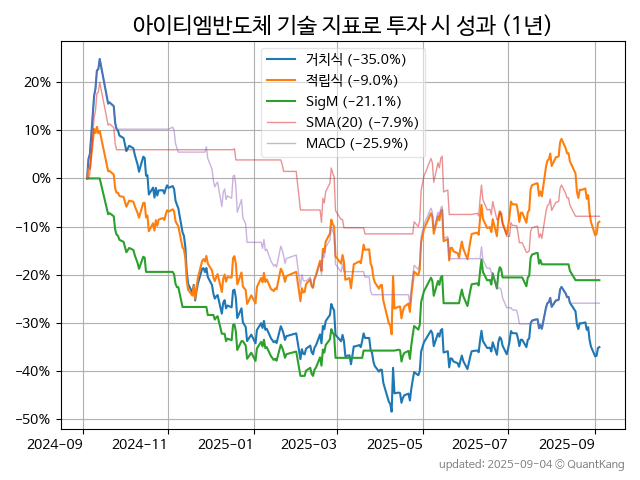 아이티엠반도체 기술 지표로 투자 시 성과 (1년)
거치식 (−35.0%)
적립식 (−9.0%)
SigM (−21.1%)
SMA(20) (−7.9%)
MACD (−25.9%)
20%
10%
0%
−10%
−20%
−30%
−40%
−50%
2024−09 2024−11 2025−01 2025−03 2025−05 2025−07 2025−09
updated: 2025-09-04 © QuantKang